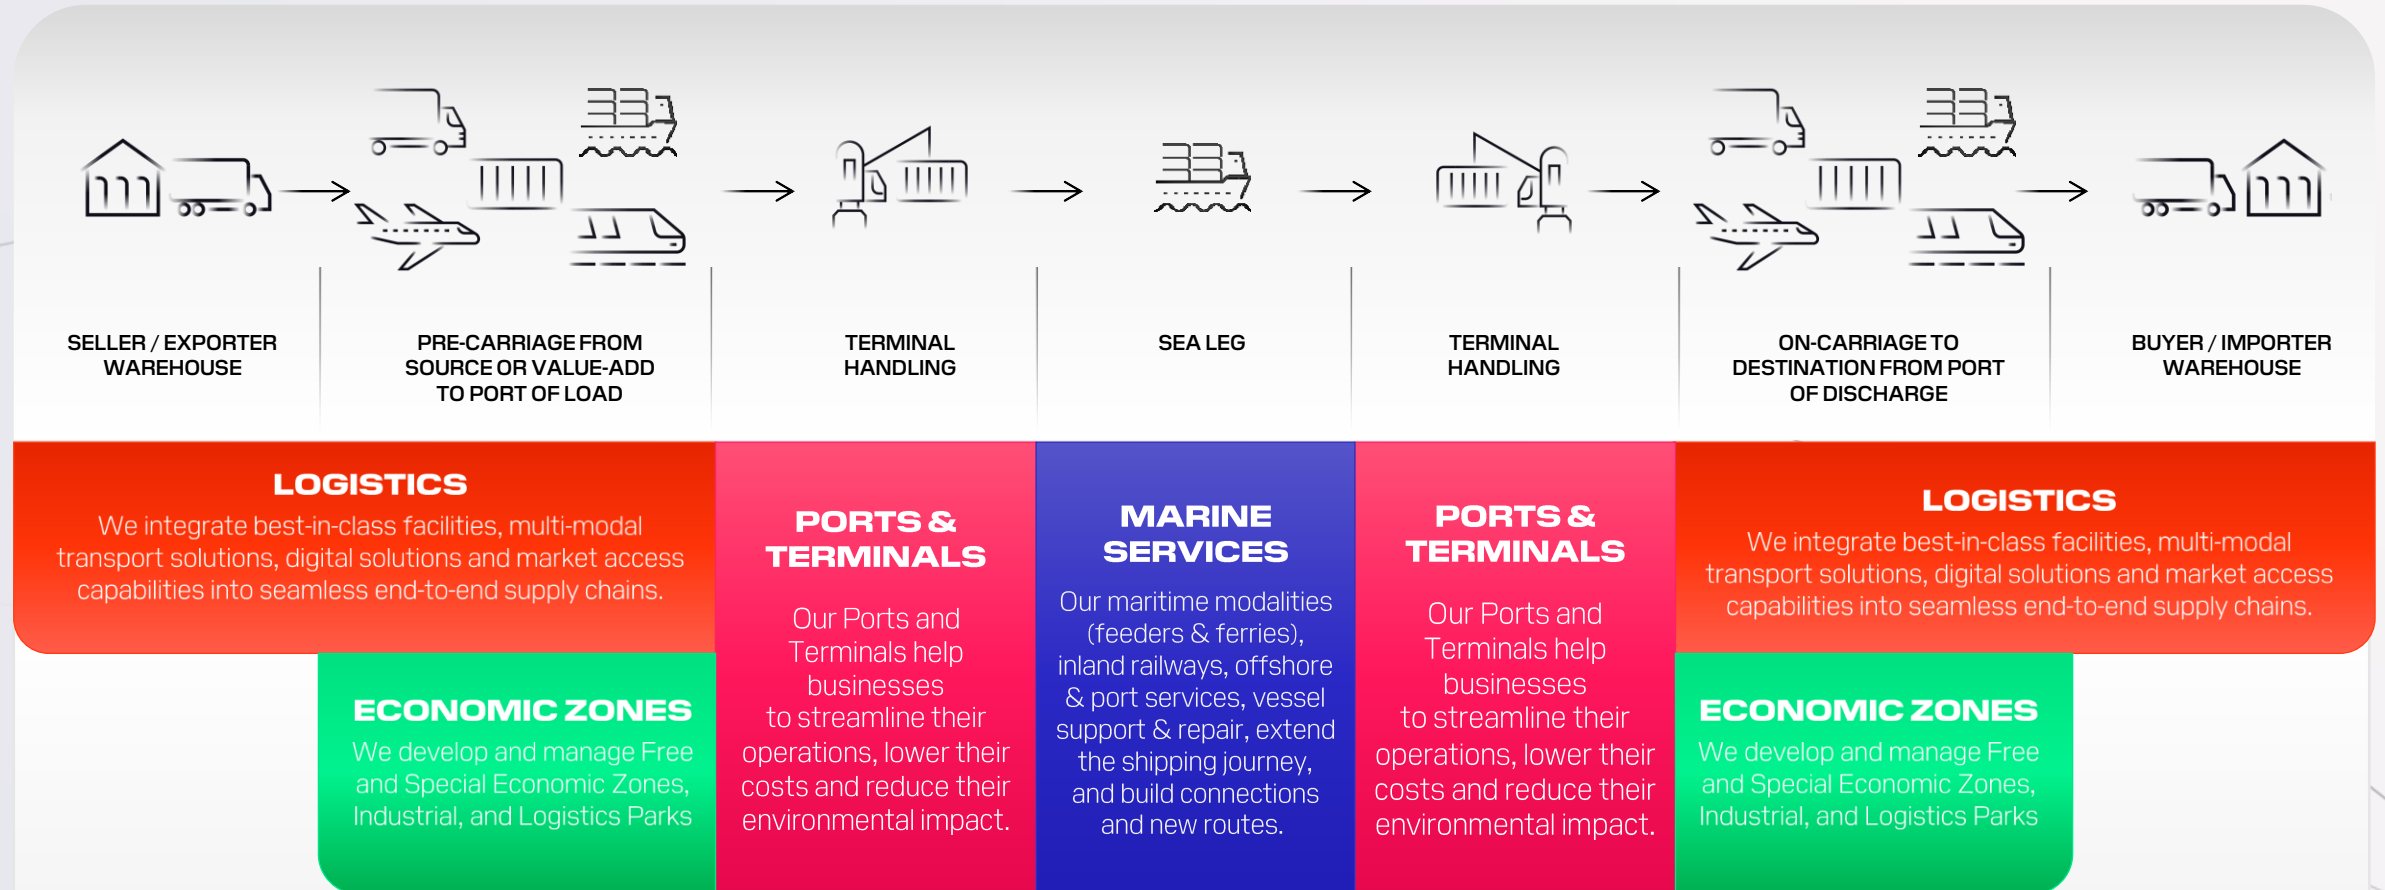 SELLER / EXPORTER
WAREHOUSE
PRE-CARRIAGE FROM
SOURCE OR VALUE-ADD
TO PORT OF LOAD
TERMINAL
HANDLING
SEA LEG
TERMINAL
HANDLING
ON-CARRIAGE TO
DESTINATION FROM PORT
OF DISCHARGE
BUYER / IMPORTER
WAREHOUSE
LOGISTICS
We integrate best-in-class facilities, multi-modal
transport solutions, digital solutions and market access
capabilities into seamless end-to-end supply chains.
ECONOMIC ZONES
We develop and manage Free
and Special Economic Zones,
Industrial, and Logistics Parks
PORTS &
TERMINALS
Our Ports and
Terminals help
businesses
to streamline their
operations, lower their
costs and reduce their
environmental impact.
MARINE
SERVICES
Our maritime modalities
(feeders & ferries),
inland railways, offshore
& port services, vessel
support & repair, extend
the shipping journey,
and build connections
and new routes.
PORTS &
TERMINALS
Our Ports and
Terminals help
businesses
to streamline their
operations, lower their
costs and reduce their
environmental impact.
LOGISTICS
We integrate best-in-class facilities, multi-modal
transport solutions, digital solutions and market access
capabilities into seamless end-to-end supply chains.
ECONOMIC ZONES
We develop and manage Free
and Special Economic Zones,
Industrial, and Logistics Parks